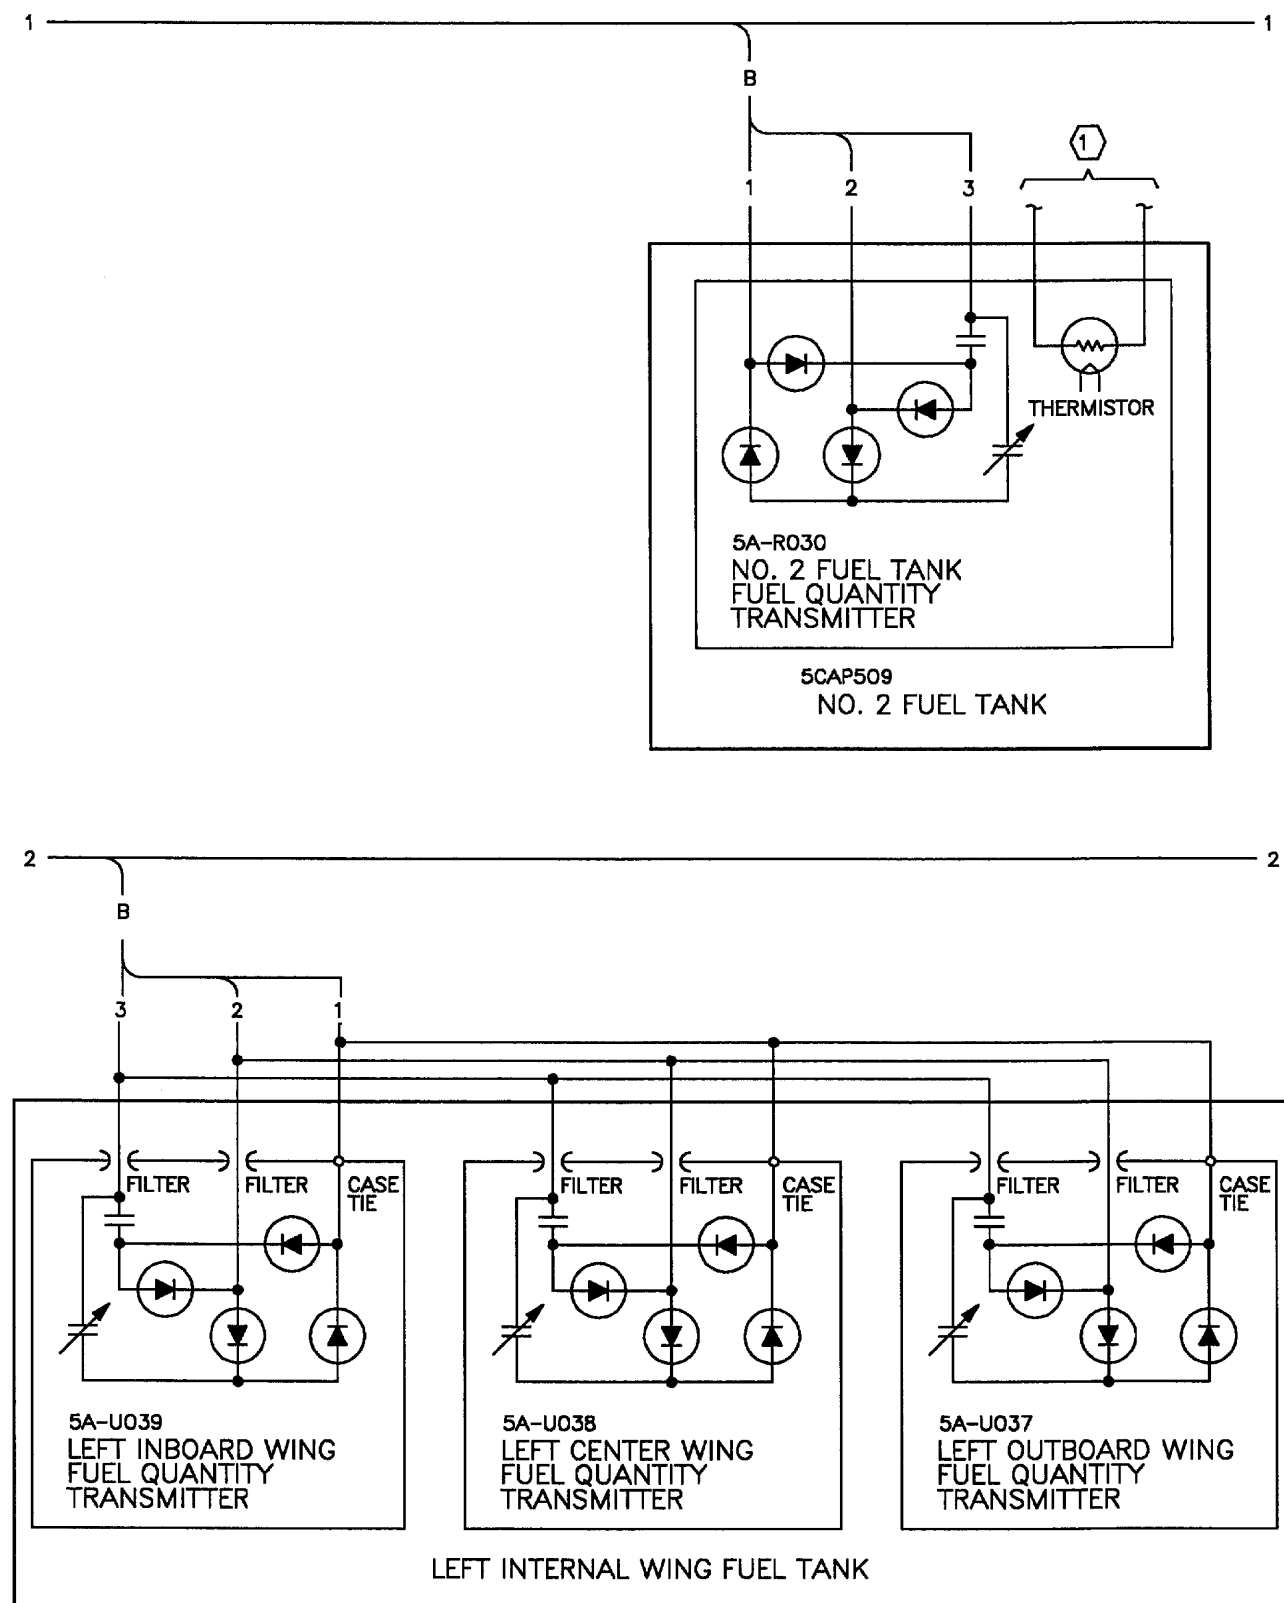 1 1
B
1
1 2 3
THERMISTOR
5A-R030
NO. 2 FUEL TANK
FUEL QUANTITY
TRANSMITTER
5CAP509
NO. 2 FUEL TANK
2 2
B
3 2 1
FILTER FILTER CASE TIE
FILTER FILTER CASE TIE
FILTER FILTER CASE TIE
5A-U039
LEFT INBOARD WING
FUEL QUANTITY
TRANSMITTER
5A-U038
LEFT CENTER WING
FUEL QUANTITY
TRANSMITTER
5A-U037
LEFT OUTBOARD WING
FUEL QUANTITY
TRANSMITTER
LEFT INTERNAL WING FUEL TANK